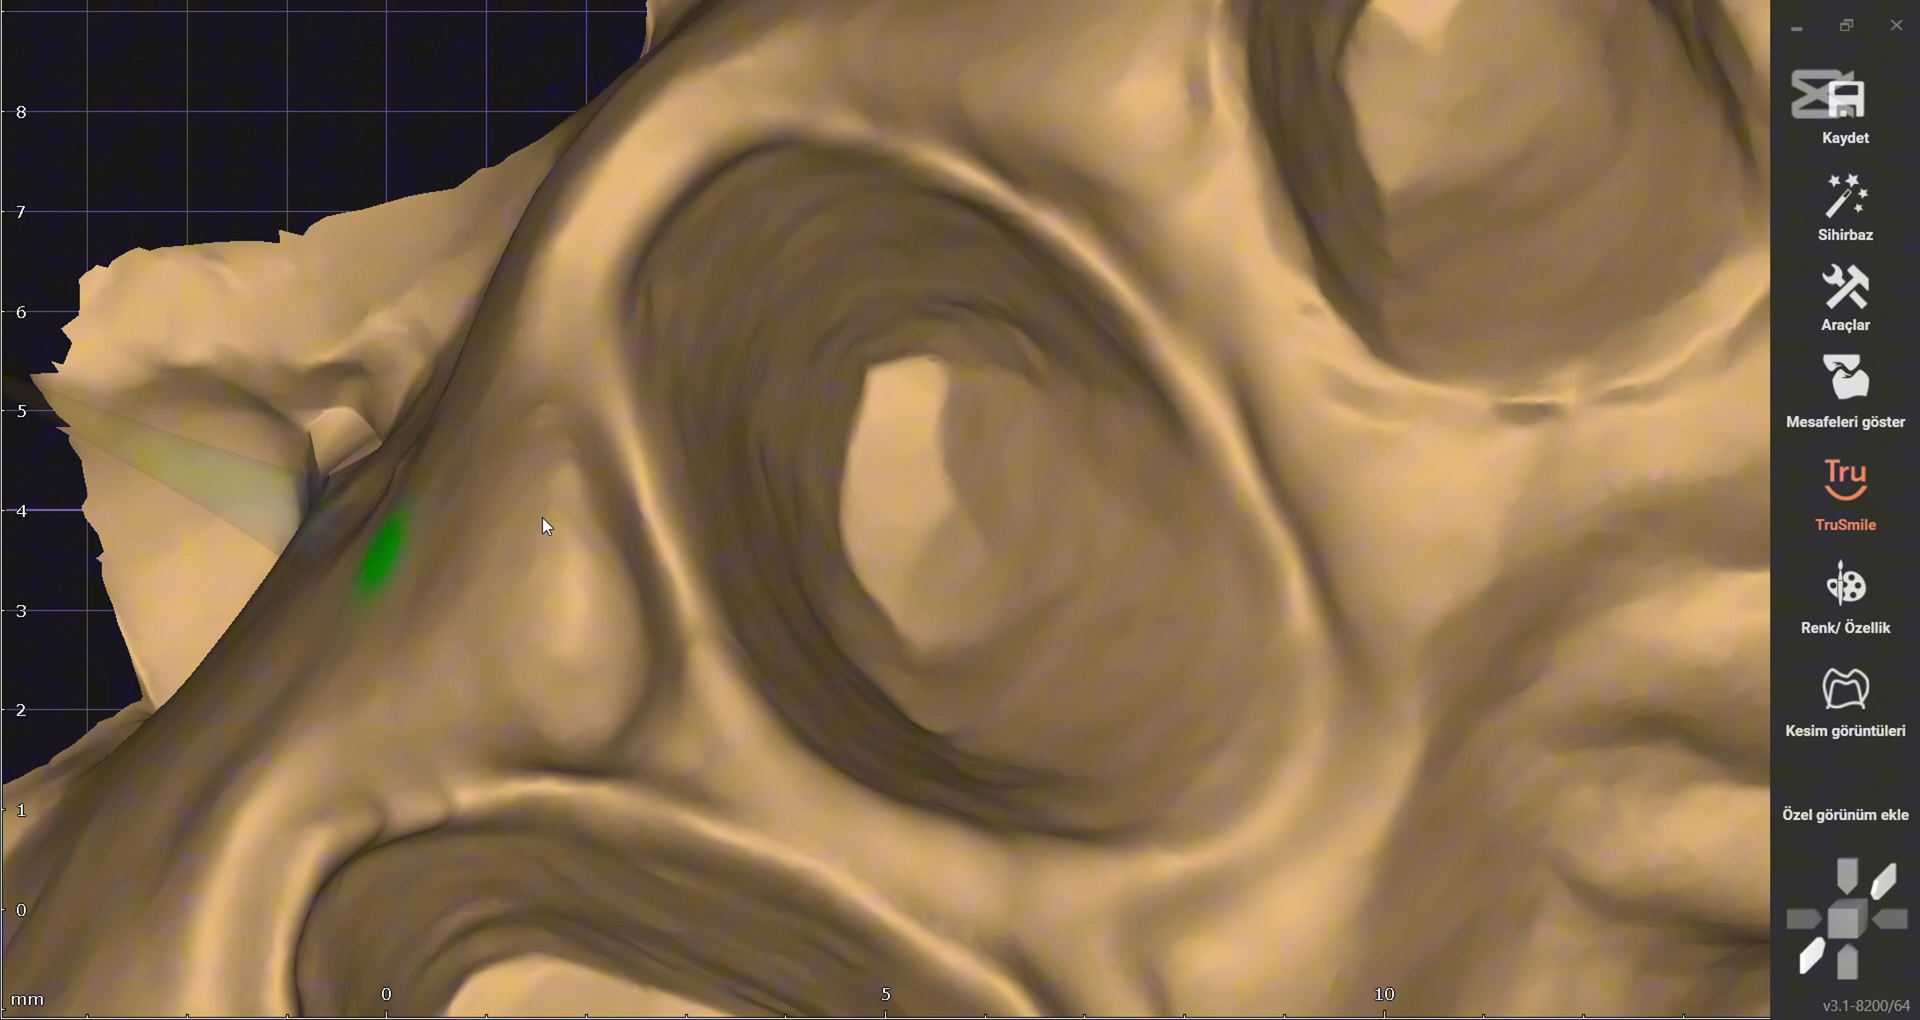 Kaydet
Sihirbaz
Araçlar
Mesafeleri göster
Tru
TruSmile
Renk/ Özellik
Kesim görüntüleri
Özel görünüm ekle
v3.1-8200/64
8
7
6
5
4
3
2
1
0
mm
0
5
10